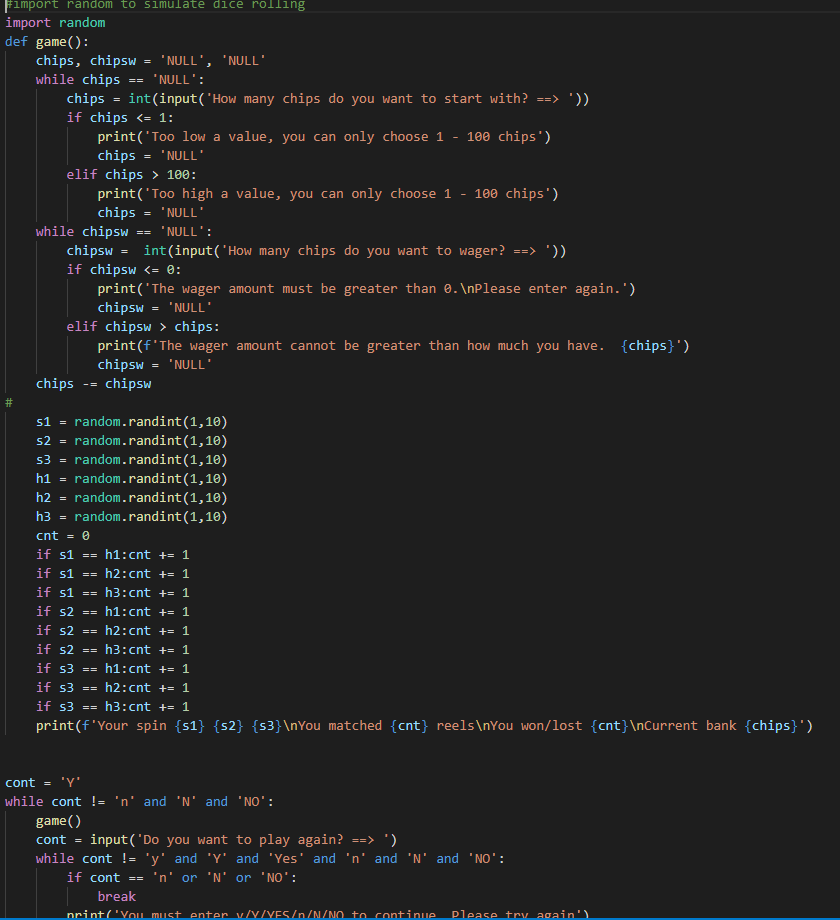 #import random to simulate dice rolling
import random
def game():
    chips, chipsw = 'NULL', 'NULL'
    while chips == 'NULL':
        chips = int(input('How many chips do you want to start with? ==> '))
        if chips <= 1:
            print('Too low a value, you can only choose 1 - 100 chips')
            chips = 'NULL'
        elif chips > 100:
            print('Too high a value, you can only choose 1 - 100 chips')
            chips = 'NULL'
    while chipsw == 'NULL':
        chipsw =  int(input('How many chips do you want to wager? ==> '))
        if chipsw <= 0:
            print('The wager amount must be greater than 0.\nPlease enter again.')
            chipsw = 'NULL'
        elif chipsw > chips:
            print(f'The wager amount cannot be greater than how much you have.  {chips}')
            chipsw = 'NULL'
    chips -= chipsw
#
    s1 = random.randint(1,10)
    s2 = random.randint(1,10)
    s3 = random.randint(1,10)
    h1 = random.randint(1,10)
    h2 = random.randint(1,10)
    h3 = random.randint(1,10)
    cnt = 0
    if s1 == h1:cnt += 1
    if s1 == h2:cnt += 1
    if s1 == h3:cnt += 1
    if s2 == h1:cnt += 1
    if s2 == h2:cnt += 1
    if s2 == h3:cnt += 1
    if s3 == h1:cnt += 1
    if s3 == h2:cnt += 1
    if s3 == h3:cnt += 1
    print(f'Your spin {s1} {s2} {s3}\nYou matched {cnt} reels\nYou won/lost {cnt}\nCurrent bank {chips}')
cont = 'Y'
while cont != 'n' and 'N' and 'NO':
    game()
    cont = input('Do you want to play again? ==> ')
    while cont != 'y' and 'Y' and 'Yes' and 'n' and 'N' and 'NO':
        if cont == 'n' or 'N' or 'NO':
            break
        print('You must enter y/Y/YES/n/N/NO to continue. Please try again')